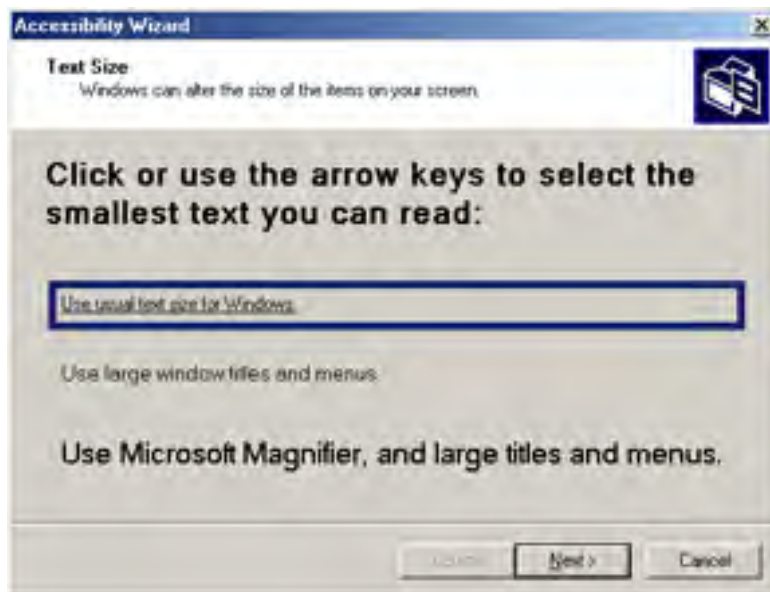 Accessibility Wizard
Text Size
Windows can alter the size of the items on your screen.
Click or use the arrow keys to select the
smallest text you can read:
Use usual text size for Windows.
Use large window titles and menus.
Use Microsoft Magnifier, and large titles and menus.
Next > Cancel